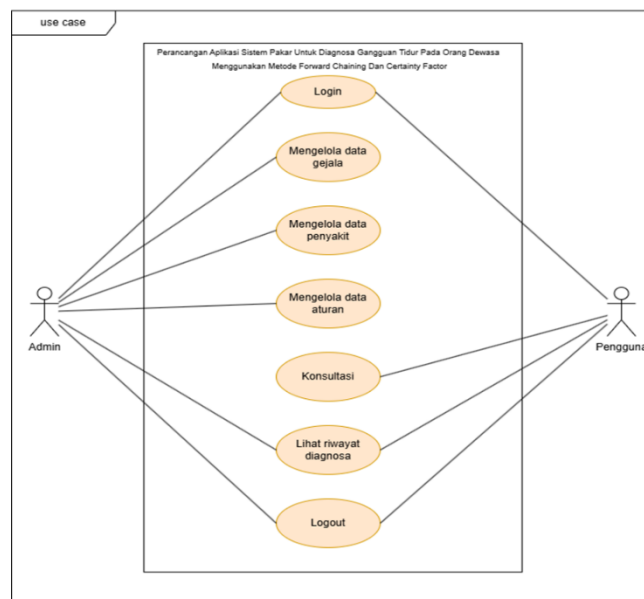 use case
Perancangan Aplikasi Sistem Pakar Untuk Diagnosa Gangguan Tidur Pada Orang Dewasa
Menggunakan Metode Forward Chaining Dan Certainty Factor
Login
Mengelola data
gejala
Mengelola data
penyakit
Mengelola data
aturan
Admin
Pengguna
Konsultasi
Lihat riwayat
diagnosa
Logout